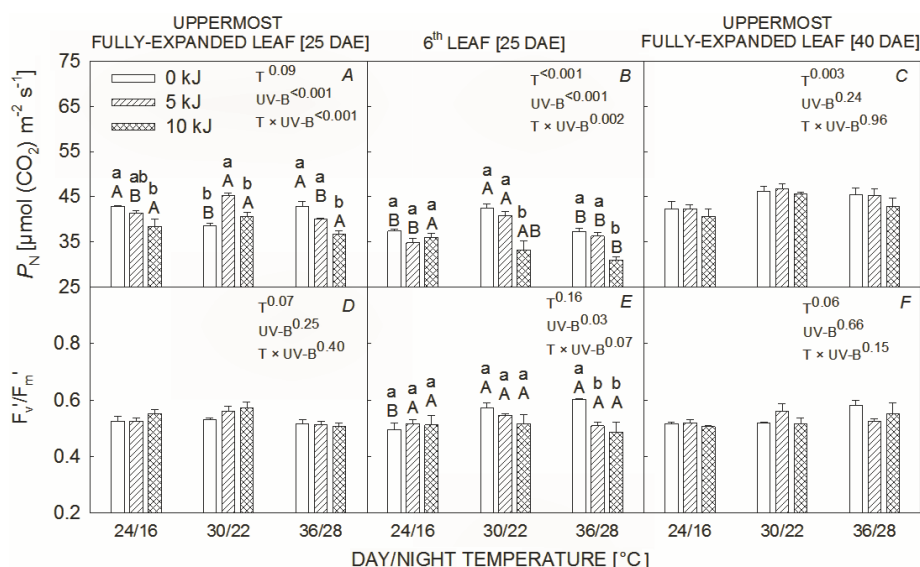 UPPERMOST
FULLY-EXPANDED LEAF [25 DAE]
6th LEAF [25 DAE]
UPPERMOST
FULLY-EXPANDED LEAF [40 DAE]
75
65
55
45
35
25
PN [µmol (CO2) m−2 s−1]
0 kJ
5 kJ
10 kJ
A
T0.09
UV-B<0.001
T × UV-B<0.001
a ab b
A B A
b a b
B A A
a a b
A B A
B
T<0.001
UV-B<0.001
T × UV-B0.002
a a a
B B A
a a b
A A AB
a a b
B B B
C
T0.003
UV-B0.24
T × UV-B0.96
0.8
0.6
0.4
0.2
Fv'/Fm'
D
T0.07
UV-B0.25
T × UV-B0.40
E
T0.16
UV-B0.03
T × UV-B0.07
a a a
B A A
a a a
A A A
a b b
A A A
F
T0.06
UV-B0.66
T × UV-B0.15
24/16 30/22 36/28 24/16 30/22 36/28 24/16 30/22 36/28
DAY/NIGHT TEMPERATURE [°C]